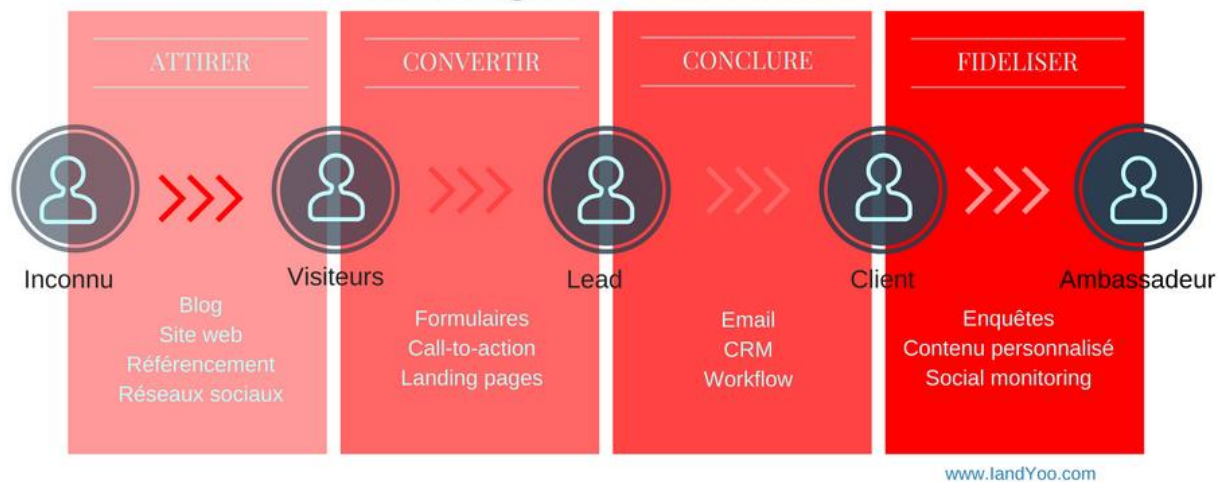 ATTIRER
CONVERTIR
CONCLURE
FIDELISER
Inconnu
Visiteurs
Lead
Client
Ambassadeur
Blog
Site web
Référencement
Réseaux sociaux
Formulaires
Call-to-action
Landing pages
Email
CRM
Workflow
Enquêtes
Contenu personnalisé
Social monitoring
www.IandYoo.com